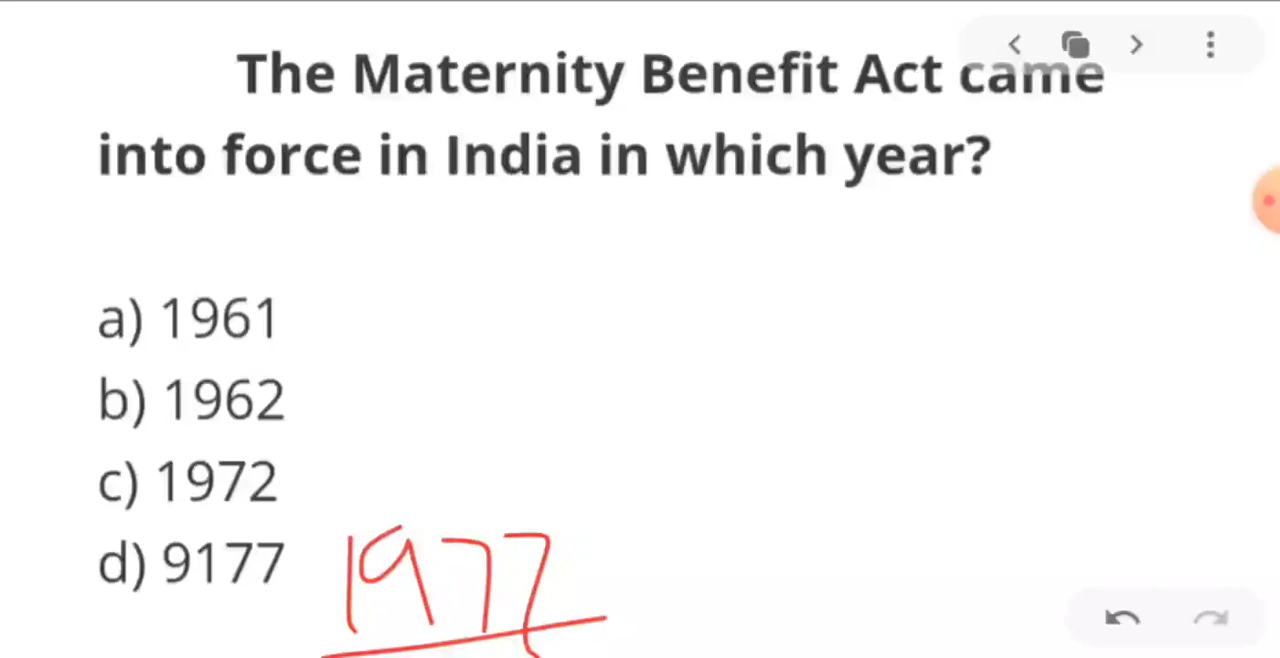 The Maternity Benefit Act came
into force in India in which year?
a) 1961
b) 1962
c) 1972
d) 9177 1977